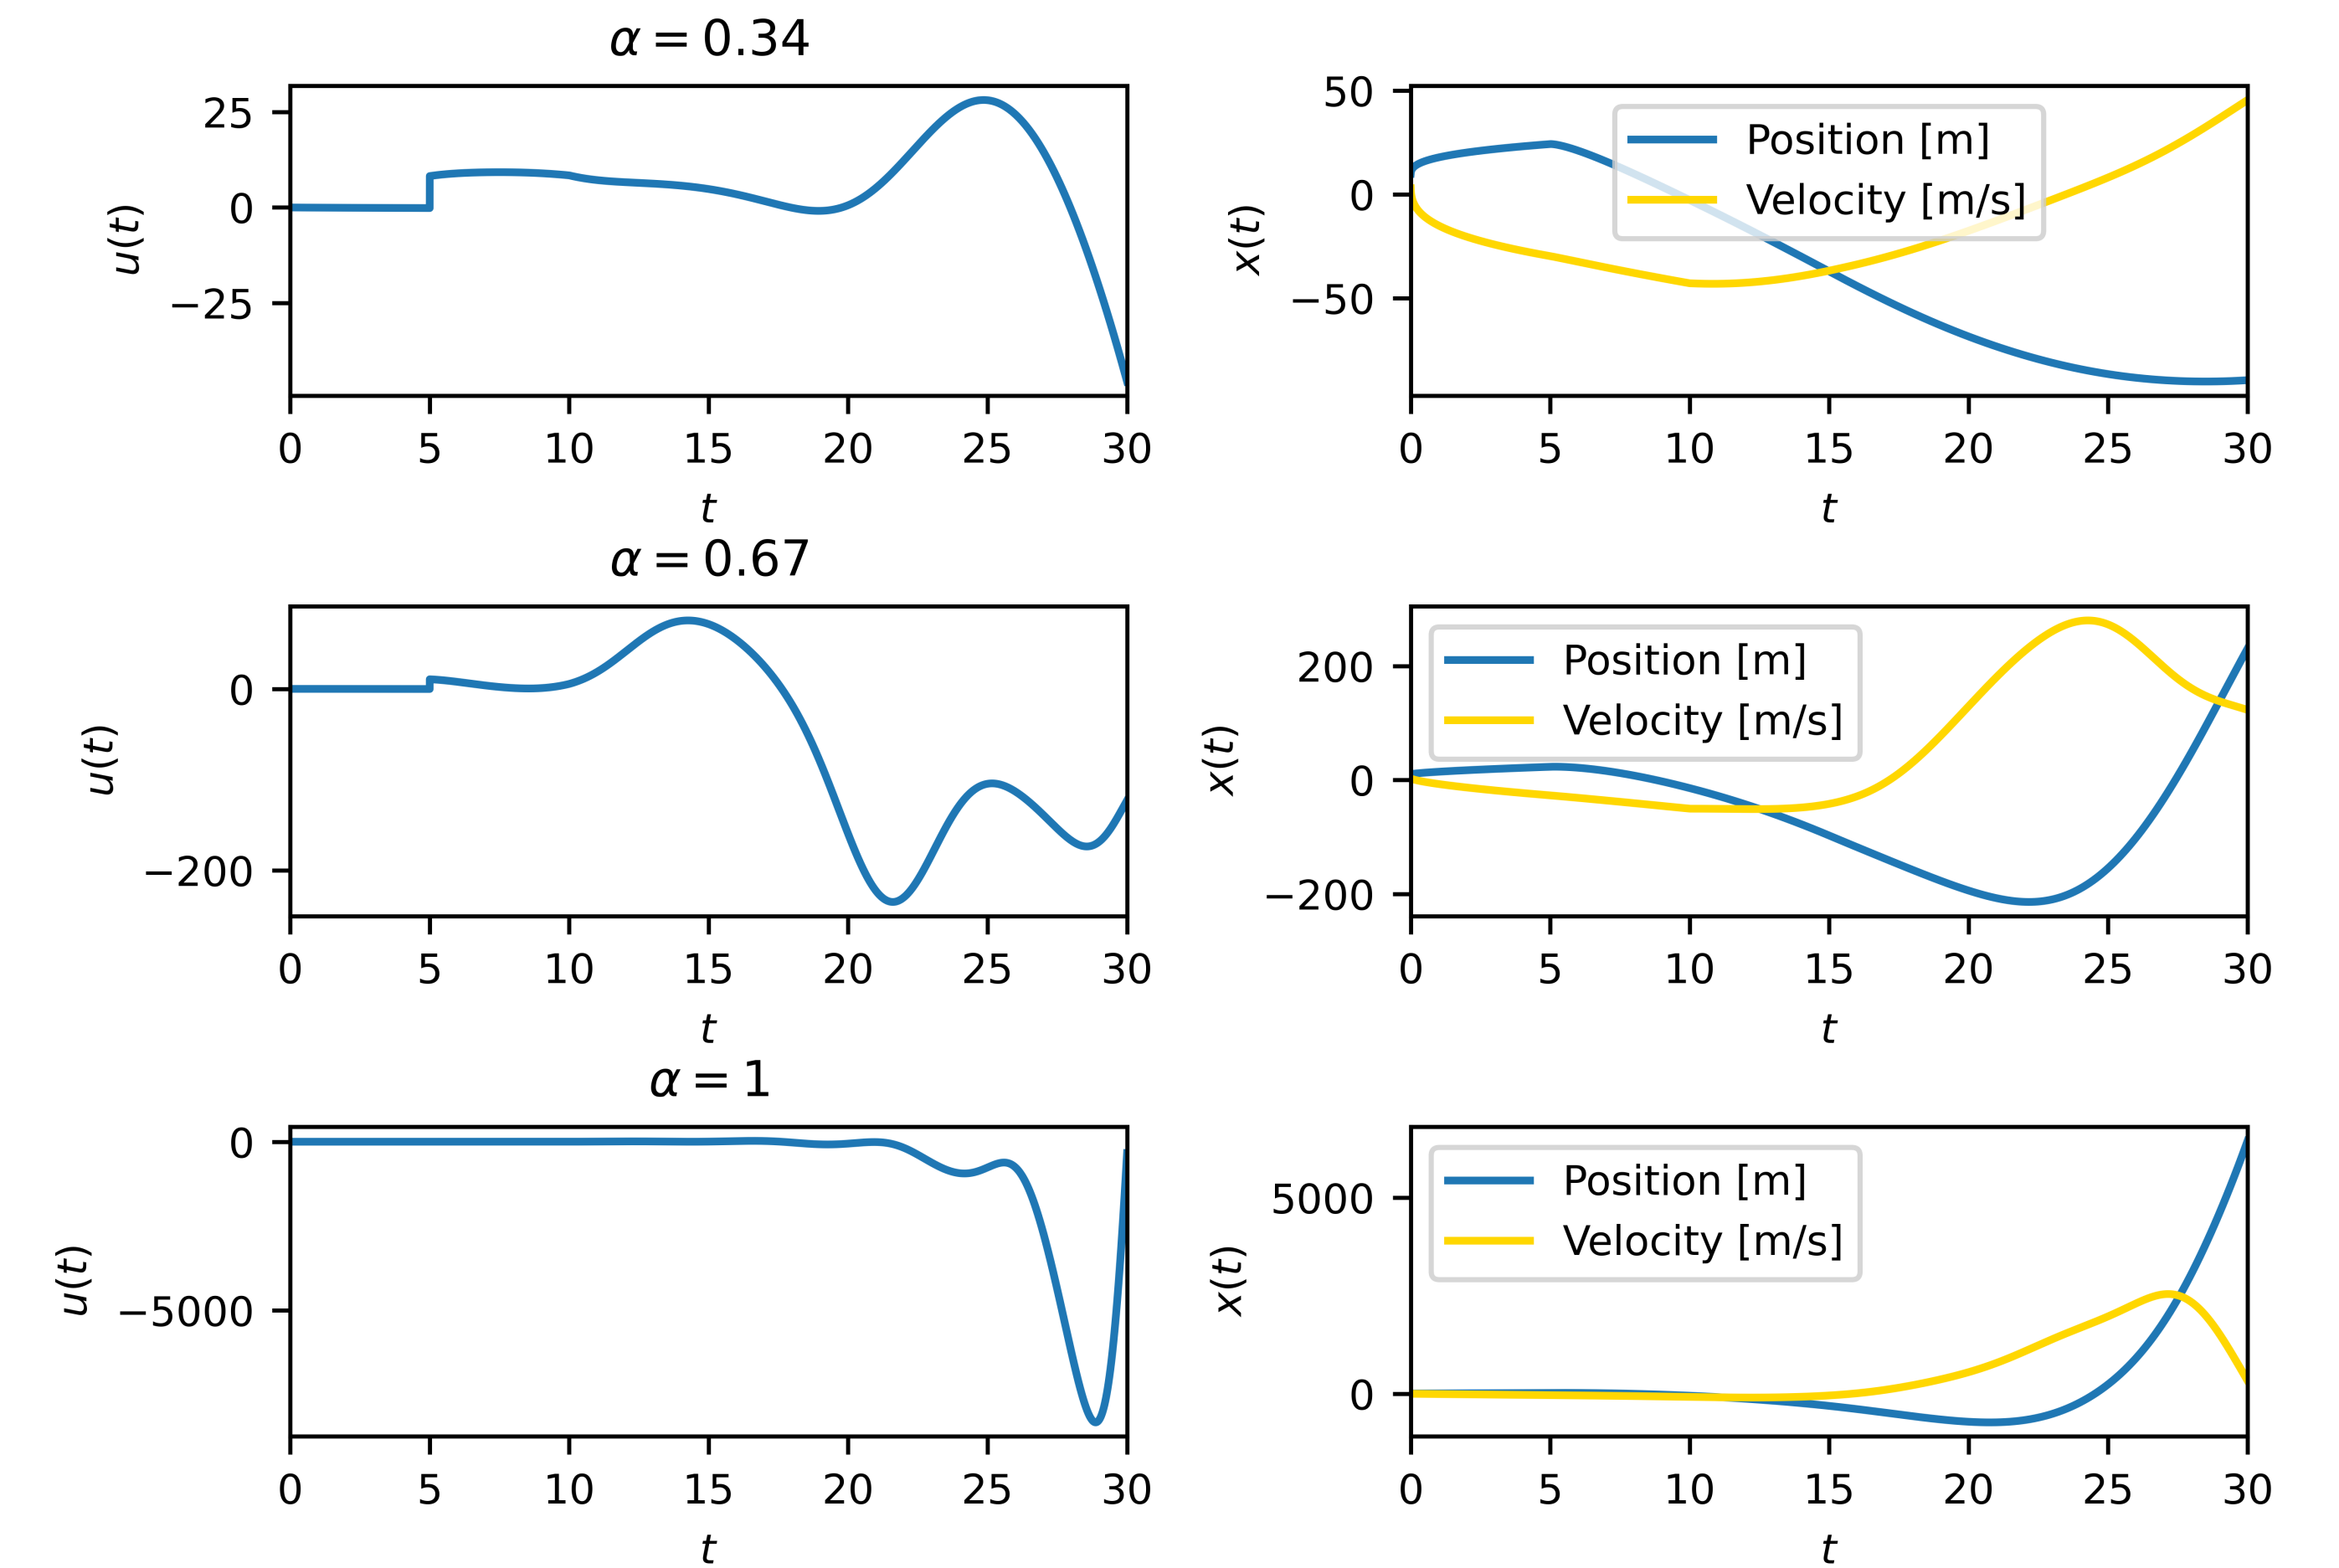 α = 0.34
25
0
−25
u(t)
0 5 10 15 20 25 30
t
50
0
−50
x(t)
Position [m]
Velocity [m/s]
0 5 10 15 20 25 30
t
α = 0.67
0
−200
u(t)
0 5 10 15 20 25 30
t
200
0
−200
x(t)
Position [m]
Velocity [m/s]
0 5 10 15 20 25 30
t
α = 1
0
−5000
u(t)
0 5 10 15 20 25 30
t
5000
0
x(t)
Position [m]
Velocity [m/s]
0 5 10 15 20 25 30
t